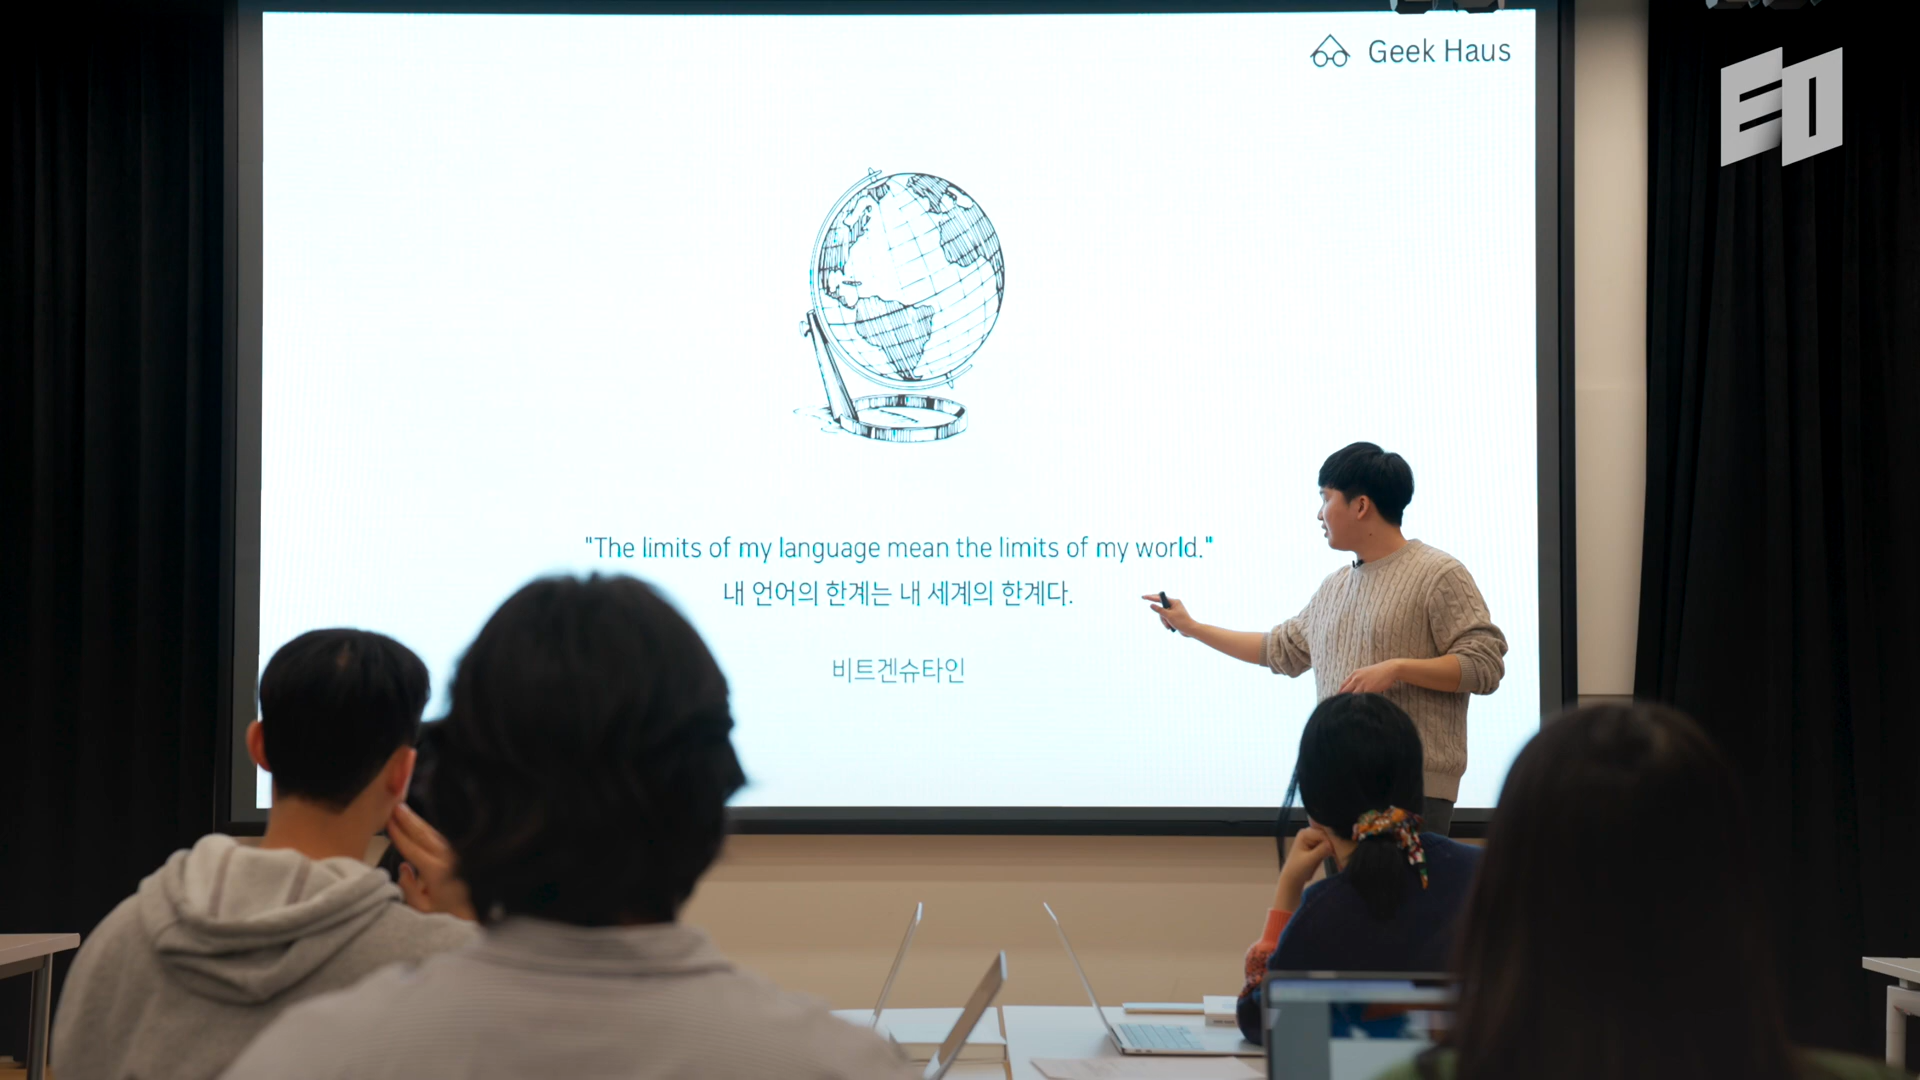 Geek Haus
EO
"The limits of my language mean the limits of my world."
내 언어의 한계는 내 세계의 한계다.
비트겐슈타인